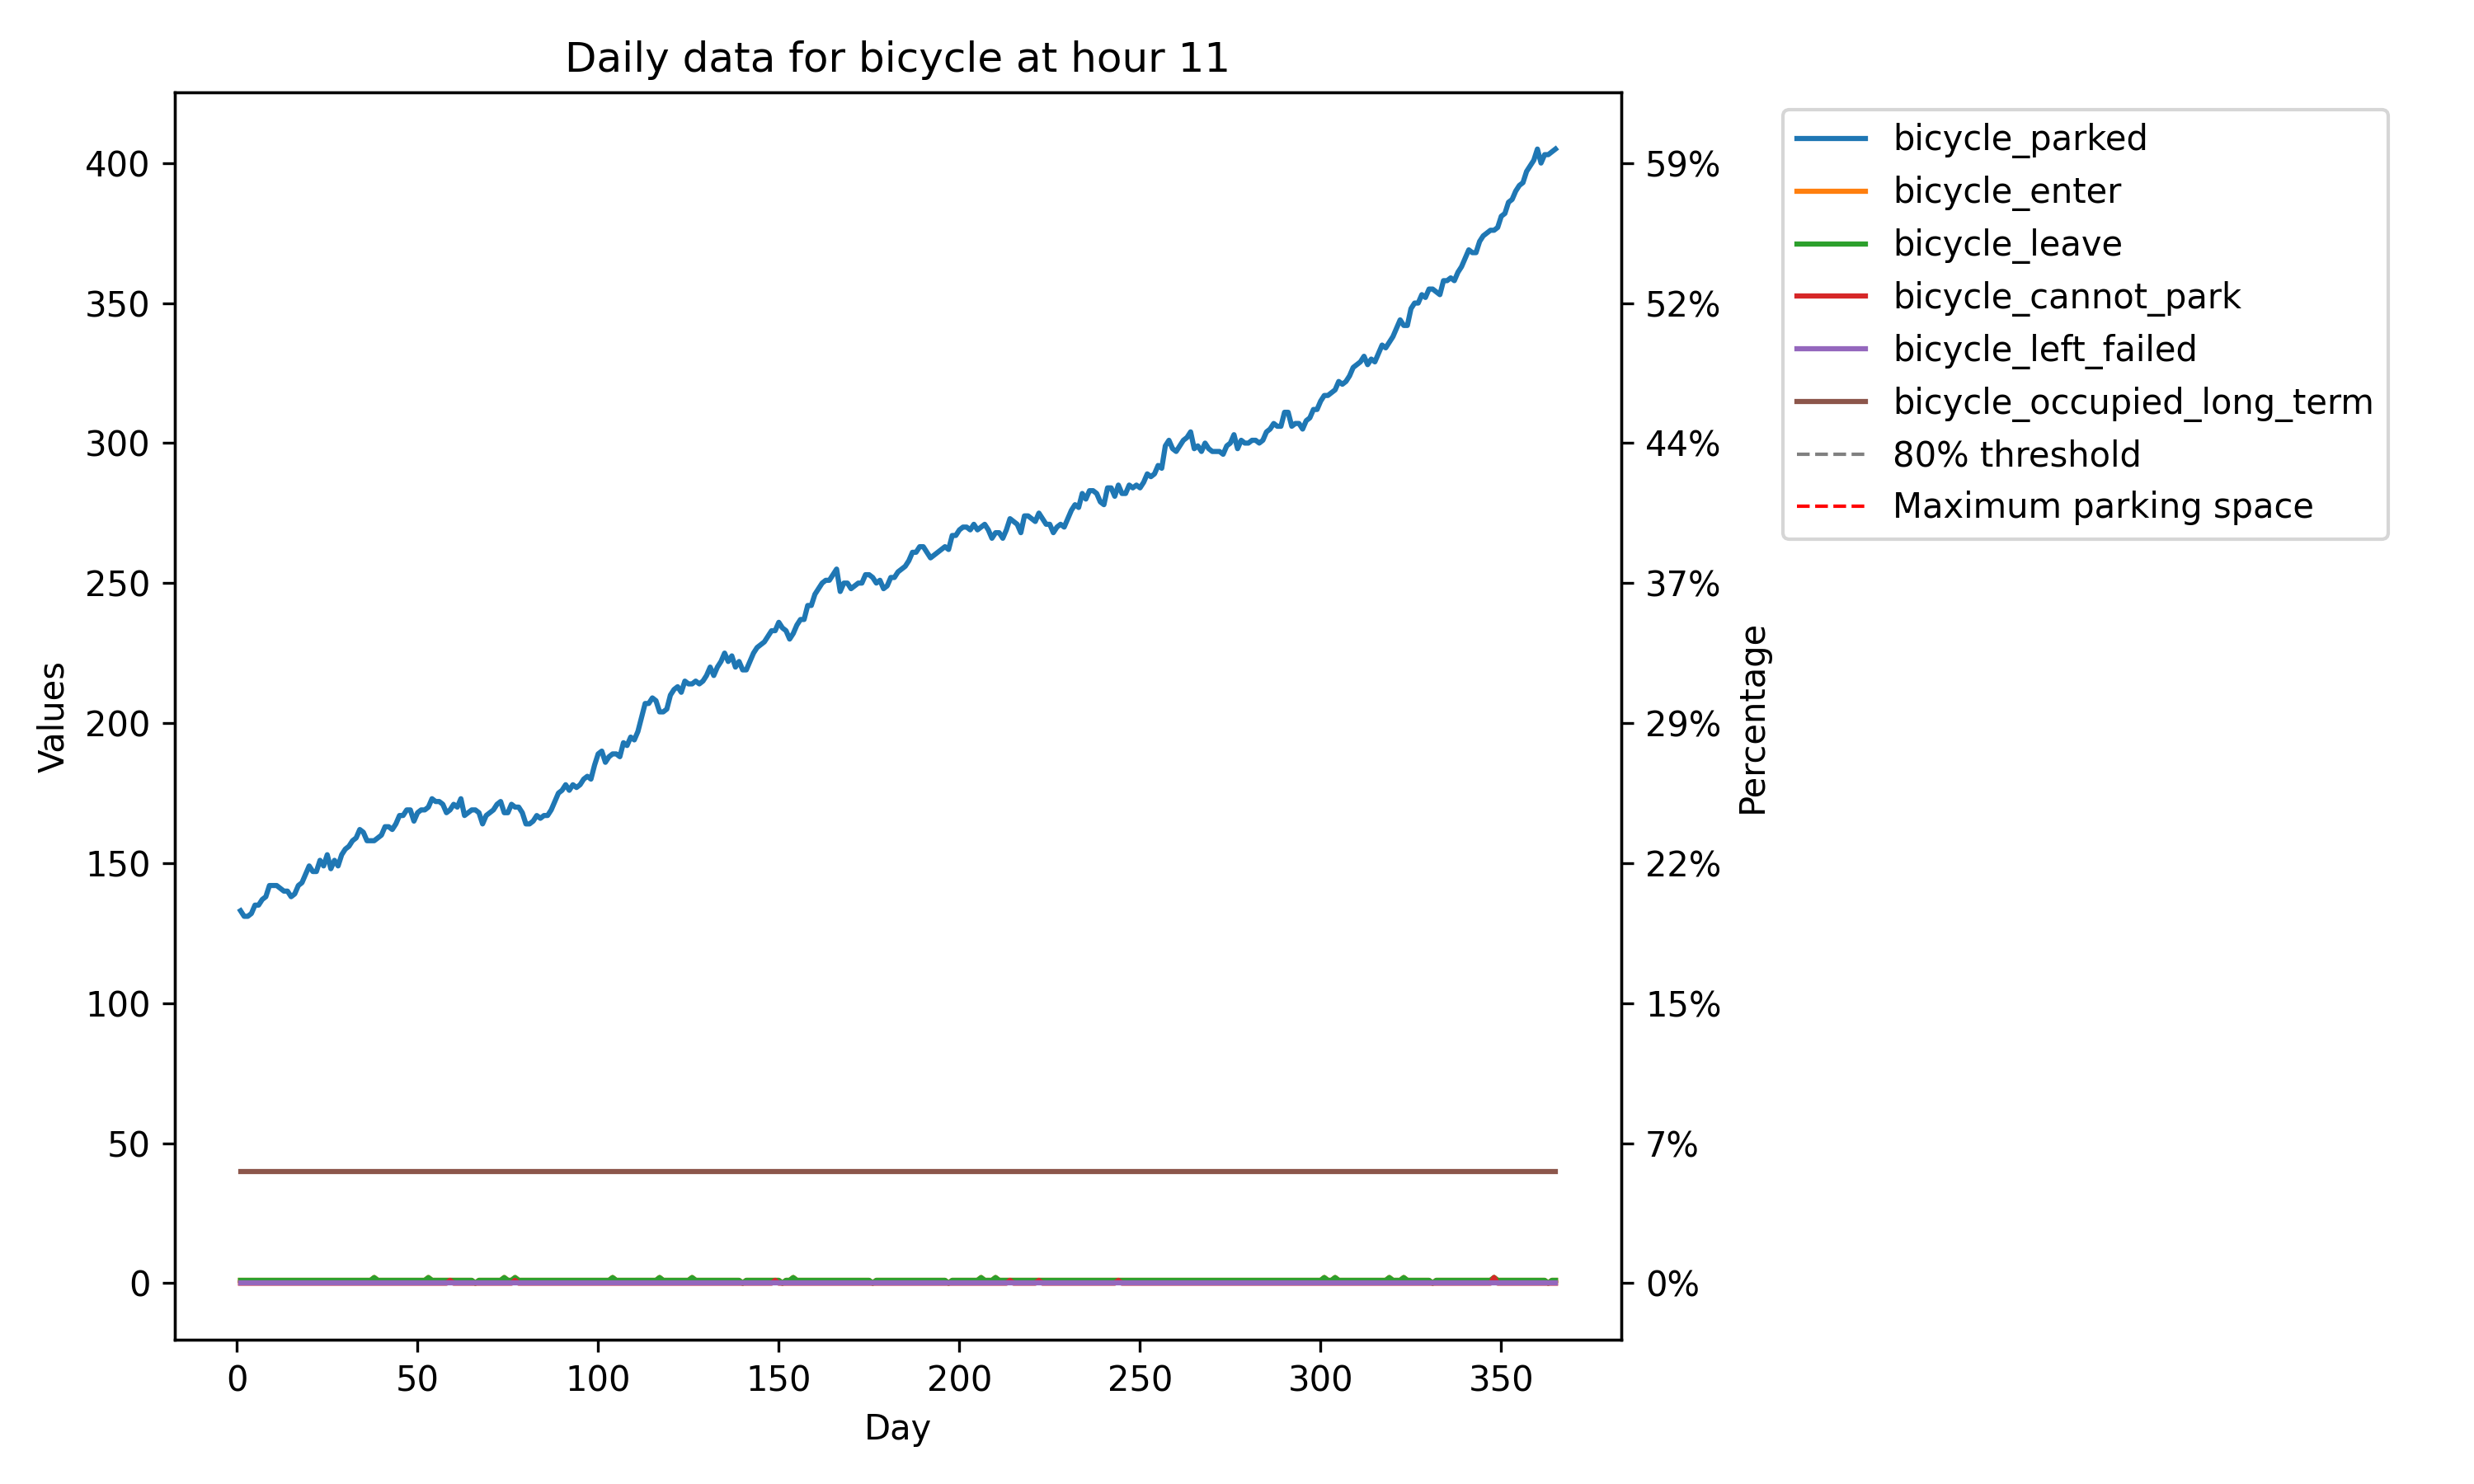 Daily data for bicycle at hour 11
bicycle_parked
bicycle_enter
bicycle_leave
bicycle_cannot_park
bicycle_left_failed
bicycle_occupied_long_term
80% threshold
Maximum parking space
Values
400
350
300
250
200
150
100
50
0
59%
52%
44%
37%
29%
22%
15%
7%
0%
Percentage
0 50 100 150 200 250 300 350
Day